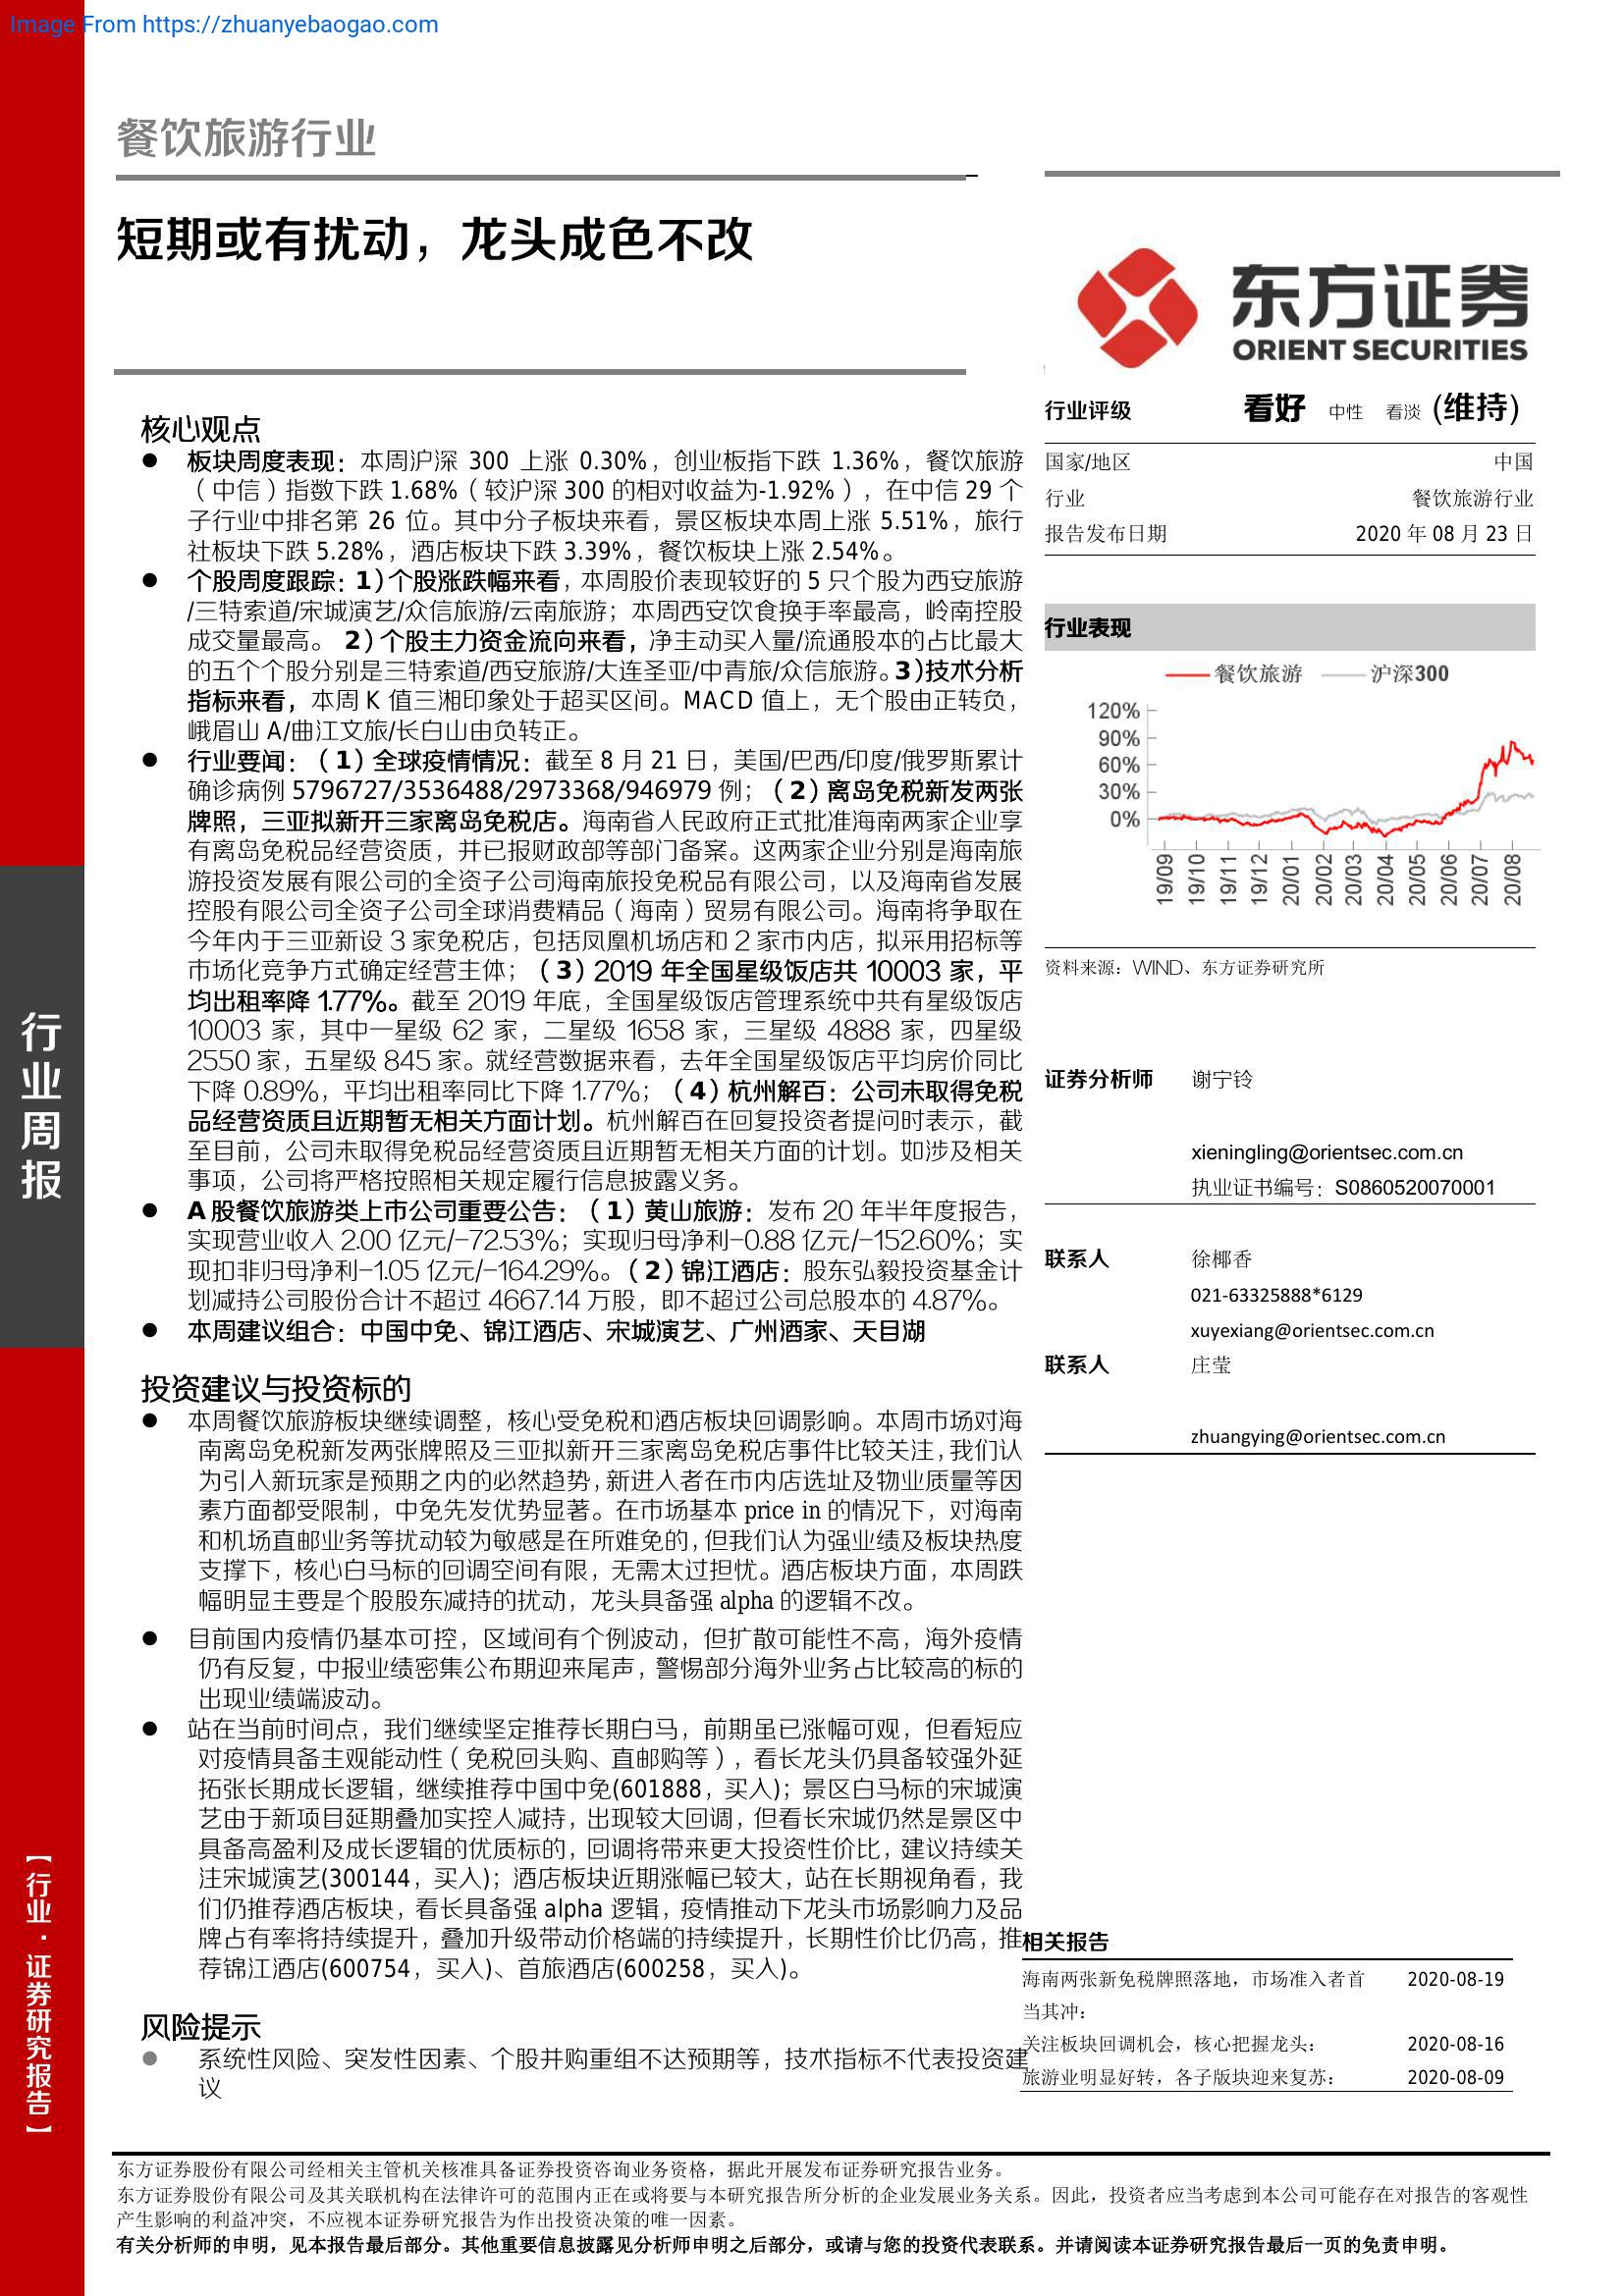 Image From https://zhuanyebaogao.com
餐饮旅游行业
短期或有扰动，龙头成色不改
东方证券
ORIENT SECURITIES
核心观点
● 板块周度表现：本周沪深 300 上涨 0.30%，创业板指下跌 1.36%，餐饮旅游
（中信）指数下跌 1.68%（较沪深 300 的相对收益为-1.92%），在中信 29 个
子行业中排名第 26 位。其中分子板块来看，景区板块本周上涨 5.51%，旅行
社板块下跌 5.28%，酒店板块下跌 3.39%，餐饮板块上涨 2.54%。
● 个股周度跟踪：1）个股涨跌幅来看，本周股价表现较好的 5 只个股为西安旅游
/三特索道/宋城演艺/众信旅游/云南旅游；本周西安饮食换手率最高，岭南控股
成交量最高。 2）个股主力资金流向来看，净主动买入量/流通股本的占比最大
的五个个股分别是三特索道/西安旅游/大连圣亚/中青旅/众信旅游。3）技术分析
指标来看，本周 K 值三湘印象处于超买区间。MACD 值上，无个股由正转负，
峨眉山 A/曲江文旅/长白山由负转正。
● 行业要闻：（1）全球疫情情况：截至 8 月 21 日，美国/巴西/印度/俄罗斯累计
确诊病例 5796727/3536488/2973368/946979 例；（2）离岛免税新发两张
牌照，三亚拟新开三家离岛免税店。海南省人民政府正式批准海南两家企业享
有离岛免税品经营资质，并已报财政部等部门备案。这两家企业分别是海南旅
游投资发展有限公司的全资子公司海南旅投免税品有限公司，以及海南省发展
控股有限公司全资子公司全球消费精品（海南）贸易有限公司。海南将争取在
今年内于三亚新设 3 家免税店，包括凤凰机场店和 2 家市内店，拟采用招标等
市场化竞争方式确定经营主体；（3）2019 年全国星级饭店共 10003 家，平
均出租率降 1.77%。截至 2019 年底，全国星级饭店管理系统中共有星级饭店
10003 家，其中一星级 62 家，二星级 1658 家，三星级 4888 家，四星级
2550 家，五星级 845 家。就经营数据来看，去年全国星级饭店平均房价同比
下降 0.89%，平均出租率同比下降 1.77%；（4）杭州解百：公司未取得免税
品经营资质且近期暂无相关方面计划。杭州解百在回复投资者提问时表示，截
至目前，公司未取得免税品经营资质且近期暂无相关方面的计划。如涉及相关
事项，公司将严格按照相关规定履行信息披露义务。
● A 股餐饮旅游类上市公司重要公告：（1）黄山旅游：发布 20 年半年度报告，
实现营业收入 2.00 亿元/-72.53%；实现归母净利-0.88 亿元/-152.60%；实
现扣非归母净利-1.05 亿元/-164.29%。（2）锦江酒店：股东弘毅投资基金计
划减持公司股份合计不超过 4667.14 万股，即不超过公司总股本的 4.87%。
● 本周建议组合：中国中免、锦江酒店、宋城演艺、广州酒家、天目湖
投资建议与投资标的
● 本周餐饮旅游板块继续调整，核心受免税和酒店板块回调影响。本周市场对海
南离岛免税新发两张牌照及三亚拟新开三家离岛免税店事件比较关注，我们认
为引入新玩家是预期之内的必然趋势，新进入者在市内店选址及物业质量等因
素方面都受限制，中免先发优势显著。在市场基本 price in 的情况下，对海南
和机场直邮业务等扰动较为敏感是在所难免的，但我们认为强业绩及板块热度
支撑下，核心白马标的回调空间有限，无需太过担忧。酒店板块方面，本周跌
幅明显主要是个股股东减持的扰动，龙头具备强 alpha 的逻辑不改。
● 目前国内疫情仍基本可控，区域间有个例波动，但扩散可能性不高，海外疫情
仍有反复，中报业绩密集公布期迎来尾声，警惕部分海外业务占比较高的标的
出现业绩端波动。
● 站在当前时间点，我们继续坚定推荐长期白马，前期虽已涨幅可观，但看短应
对疫情具备主观能动性（免税回头购、直邮购等），看长龙头仍具备较强外延
拓张长期成长逻辑，继续推荐中国中免(601888，买入)；景区白马标的宋城演
艺由于新项目延期叠加实控人减持，出现较大回调，但看长宋城仍然是景区中
具备高盈利及成长逻辑的优质标的，回调将带来更大投资性价比，建议持续关
注宋城演艺(300144，买入)；酒店板块近期涨幅已较大，站在长期视角看，我
们仍推荐酒店板块，看长具备强 alpha 逻辑，疫情推动下龙头市场影响力及品
牌占有率将持续提升，叠加升级带动价格端的持续提升，长期性价比仍高，推
荐锦江酒店(600754，买入)、首旅酒店(600258，买入)。
风险提示
● 系统性风险、突发性因素、个股并购重组不达预期等，技术指标不代表投资建
议
行业评级 看好 中性 看淡 (维持)
国家/地区 中国
行业 餐饮旅游行业
报告发布日期 2020 年 08 月 23 日
行业表现
餐饮旅游 沪深300
120%
90%
60%
30%
0%
19/09 19/10 19/11 19/12 20/01 20/02 20/03 20/04 20/05 20/06 20/07 20/08
资料来源：WIND、东方证券研究所
证券分析师 谢宁铃
xieningling@orientsec.com.cn
执业证书编号：S0860520070001
联系人 徐椰香
021-63325888*6129
xuyexiang@orientsec.com.cn
联系人 庄莹
zhuangying@orientsec.com.cn
相关报告
海南两张新免税牌照落地，市场准入者首 2020-08-19
当其冲：
关注板块回调机会，核心把握龙头： 2020-08-16
旅游业明显好转，各子版块迎来复苏： 2020-08-09
行业周报
【行业·证券研究报告】
东方证券股份有限公司经相关主管机关核准具备证券投资咨询业务资格，据此开展发布证券研究报告业务。
东方证券股份有限公司及其关联机构在法律许可的范围内正在或将要与本研究报告所分析的企业发展业务关系。因此，投资者应当考虑到本公司可能存在对报告的客观性
产生影响的利益冲突，不应视本证券研究报告为作出投资决策的唯一因素。
有关分析师的申明，见本报告最后部分。其他重要信息披露见分析师申明之后部分，或请与您的投资代表联系。并请阅读本证券研究报告最后一页的免责申明。